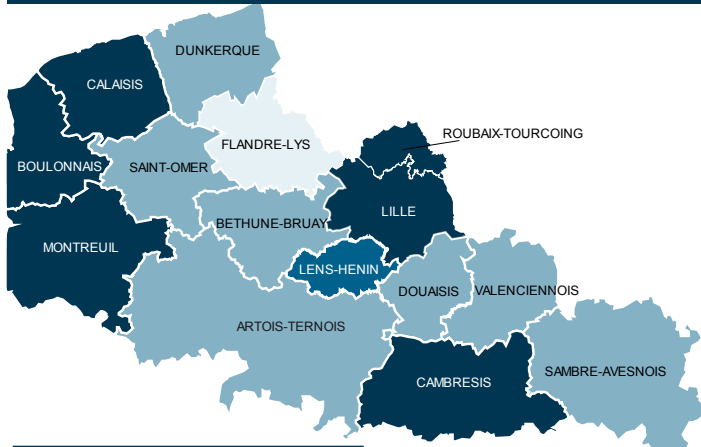 DUNKERQUE
CALAISIS
ROUBAIX-TOURCOING
FLANDRE-LYS
BOULONNAIS
SAINT-OMER
LILLE
BETHUNE-BRUAY
MONTREUIL
LENS-HENIN
DOUAISIS
VALENCIENNOIS
ARTOIS-TERNOIS
SAMBRE-AVESNOIS
CAMBRESIS